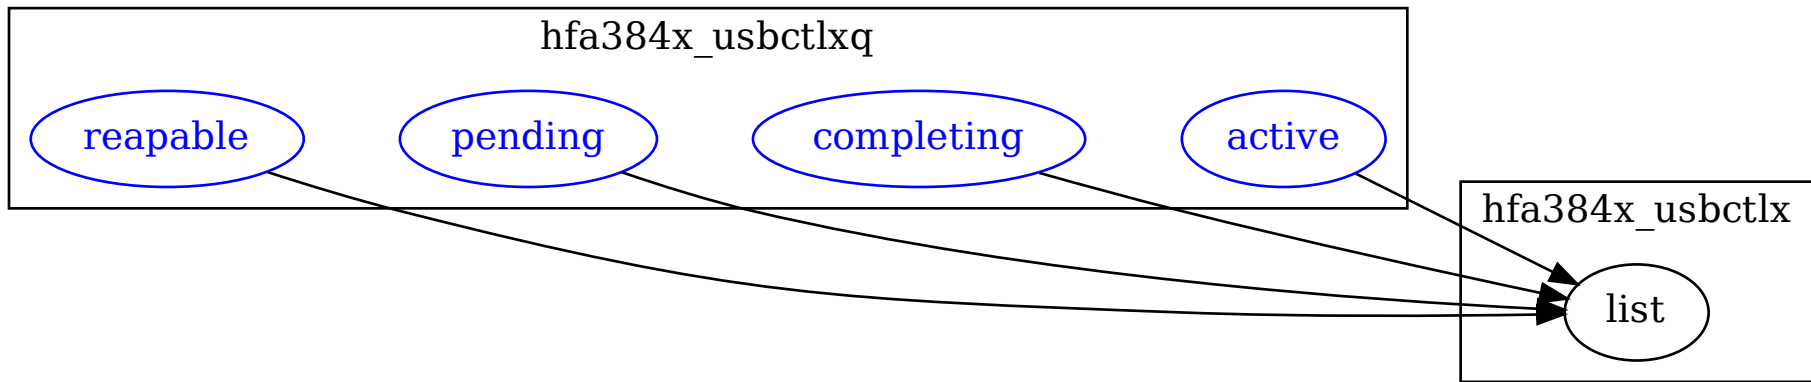 hfa384x_usbctlxq
reapable
pending
completing
active
hfa384x_usbctlx
list